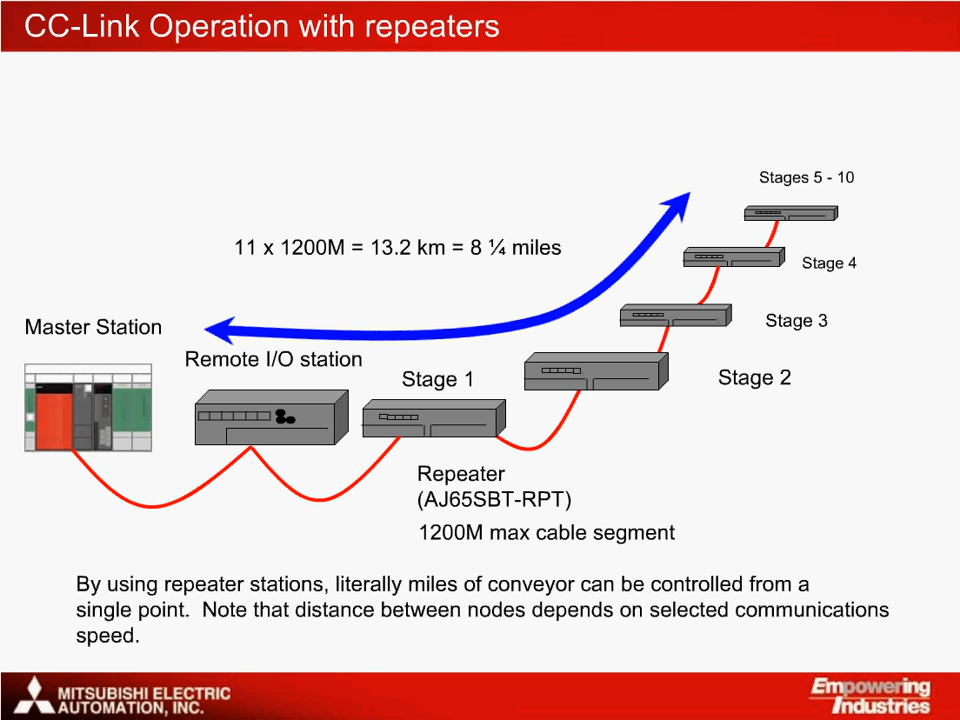 CC-Link Operation with repeaters
Stages 5 - 10
11 x 1200M = 13.2 km = 8 ¼ miles
Stage 4
Master Station
Stage 3
Remote I/O station
Stage 1
Stage 2
Repeater
(AJ65SBT-RPT)
1200M max cable segment
By using repeater stations, literally miles of conveyor can be controlled from a
single point.  Note that distance between nodes depends on selected communications
speed.
MITSUBISHI ELECTRIC
AUTOMATION, INC.
Empowering
Industries